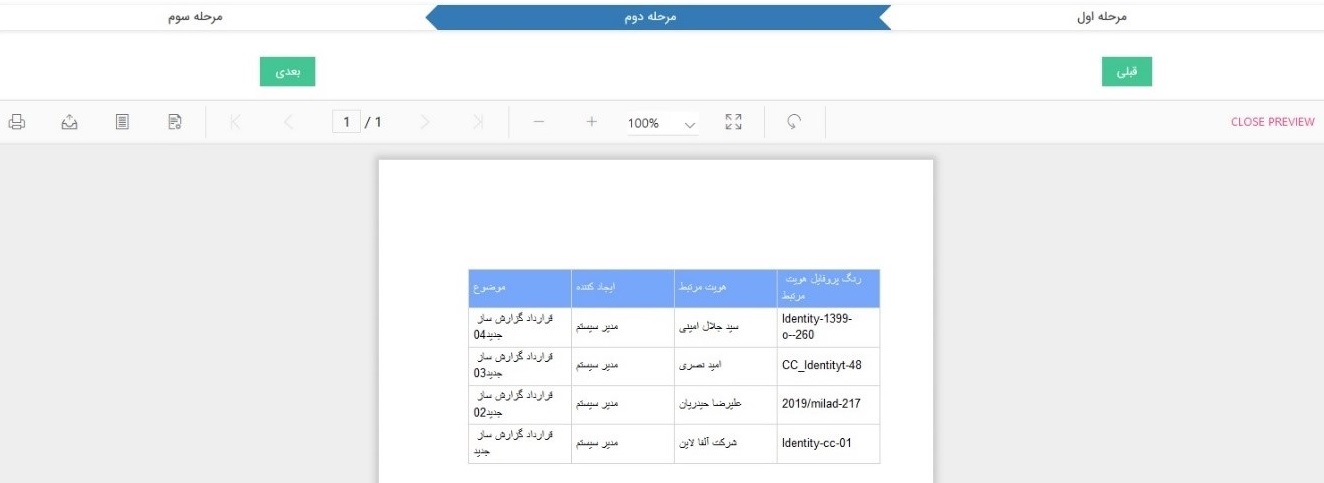 مرحله اول
مرحله دوم
مرحله سوم
قبلی
بعدی
1 / 1
100%
CLOSE PREVIEW
رنگ پروفایل هویت
مرتبط
هویت مرتبط
ایجاد کننده
موضوع
Identity-1399-
o--260
سید جلال امینی
مدیر سیستم
قرارداد گزارش ساز
جدید04
CC_Identityt-48
امید نصری
مدیر سیستم
قرارداد گزارش ساز
جدید03
2019/milad-217
علیرضا حیدریان
مدیر سیستم
قرارداد گزارش ساز
جدید02
Identity-cc-01
شرکت آلفا لاین
مدیر سیستم
قرارداد گزارش ساز
جدید